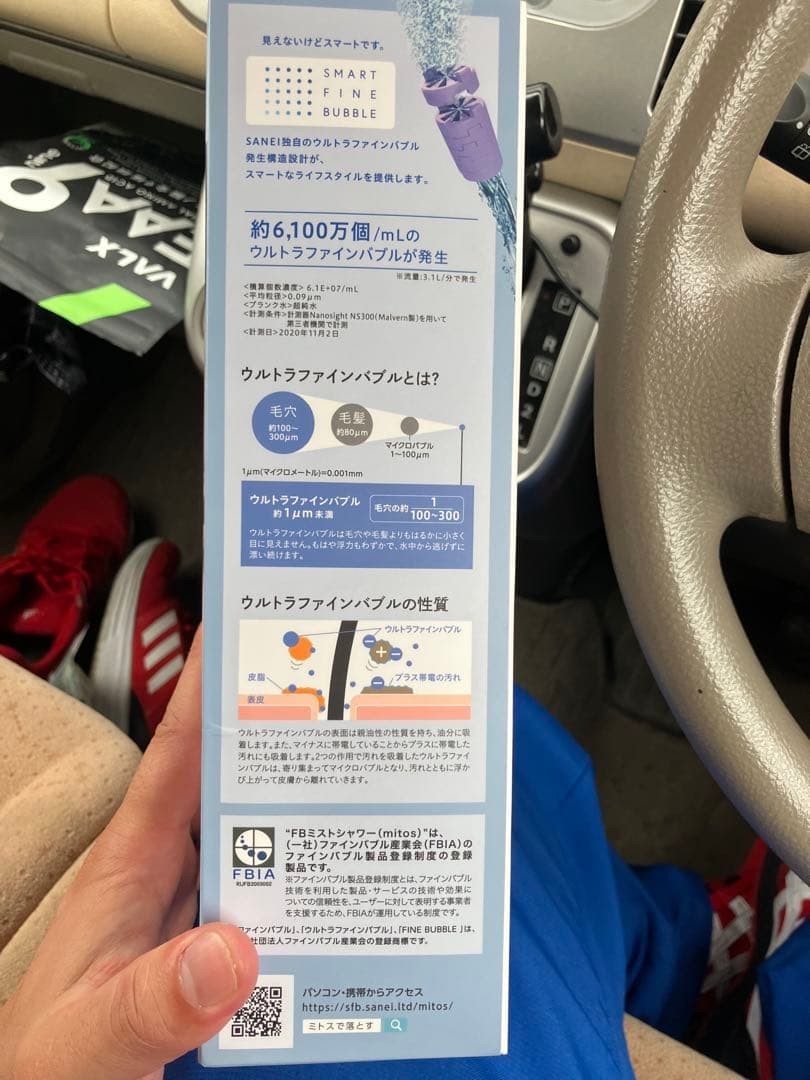 見えないけどスマートです。
SMART
FINE
BUBBLE
SANEI独自のウルトラファインバブル
発生構造設計が、
スマートなライフスタイルを提供します。
約6,100万個/mLの
ウルトラファインバブルが発生
※流量:3.1L/分で発生
<積算個数濃度> 6.1E+07/mL
<平均粒径>0.09μm
<ブランク水>超純水
<計測条件>計測器Nanosight NS300(Malvern製)を用いて
第三者機関で計測
<計測日>2020年11月2日
ウルトラファインバブルとは?
毛穴
約100〜
300μm
毛髪
約80μm
マイクロバブル
1〜100μm
1μm(マイクロメートル)=0.001mm
ウルトラファインバブル
約1μm未満
毛穴の約 1
100~300
ウルトラファインバブルは毛穴や毛髪よりもはるかに小さく
目に見えません。もはや浮力もわずかで、水中から逃げずに
漂い続けます。
ウルトラファインバブルの性質
ウルトラファインバブル
皮脂
プラス帯電の汚れ
表皮
ウルトラファインバブルの表面は親油性の性質を持ち、油分に吸
着します。また、マイナスに帯電していることからプラスに帯電した
汚れにも吸着します。2つの作用で汚れを吸着したウルトラファイ
ンバブルは、寄り集まってマイクロバブルとなり、汚れとともに浮か
び上がって皮膚から離れていきます。
FBIA
RUFB2003002
“FBミストシャワー(mitos)”は、
(一社)ファインバブル産業会(FBIA)の
ファインバブル製品登録制度の登録
製品です。
※ファインバブル製品登録制度とは、ファインバブル
技術を利用した製品・サービスの技術や効果に
ついての信頼性を、ユーザーに対して表明する事業者
を支援するため、FBIAが運用している制度です。
ファインバブル」、「ウルトラファインバブル」、「FINE BUBBLE」は、
社団法人ファインバブル産業会の登録商標です。
パソコン・携帯からアクセス
https://sfb.sanei.ltd/mitos/
ミトスで落とす
VALX
EAA9
P
R
N
D
2
L